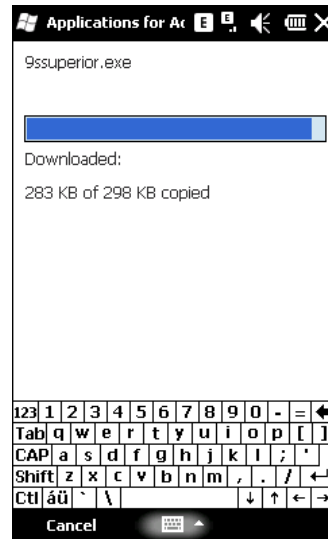 Applications for Ac E E
9ssuperior.exe
Downloaded:
283 KB of 298 KB copied
123 1 2 3 4 5 6 7 8 9 0 - =
Tab q w e r t y u i o p [ ]
CAP a s d f g h j k l ; '
Shift z x c v b n m , . /
Ctl áü ` \ ↓ ↑ ← →
Cancel